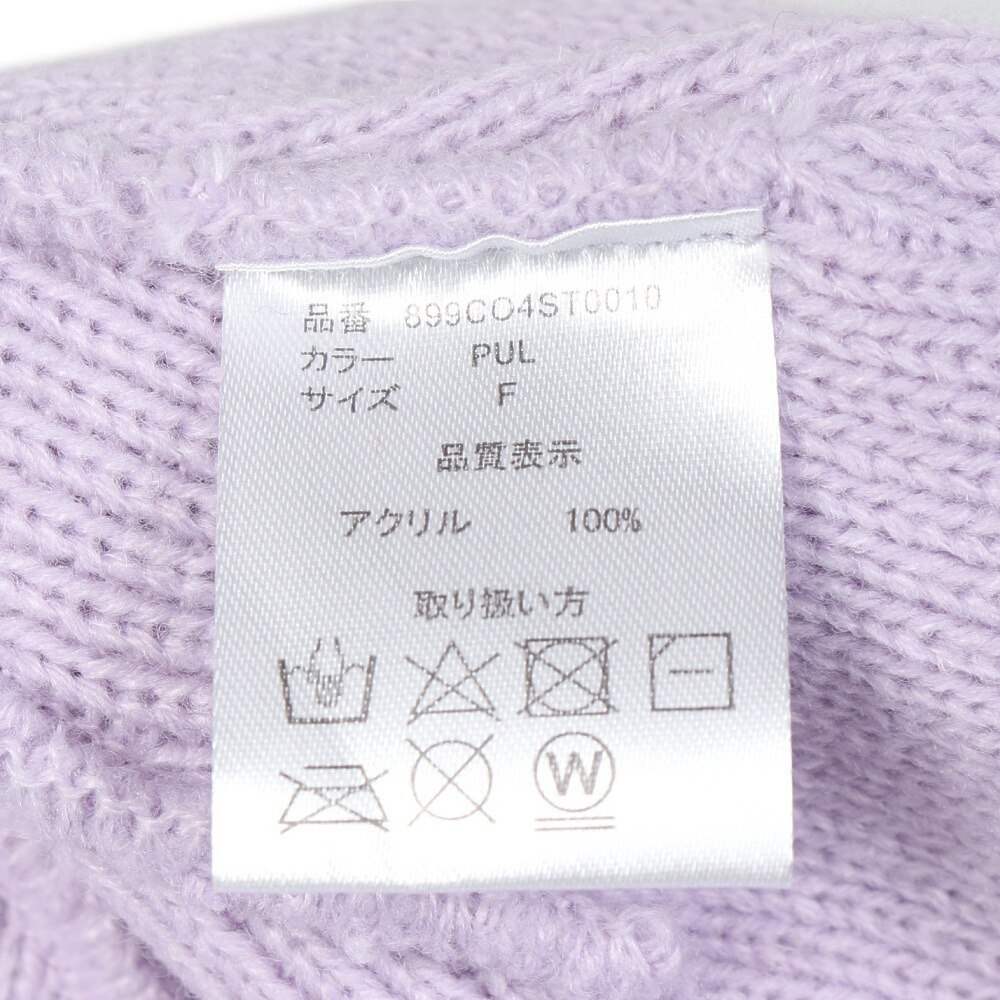 品番 899CO4ST0010
カラー PUL
サイズ F
品質表示
アクリル 100%
取り扱い方
W